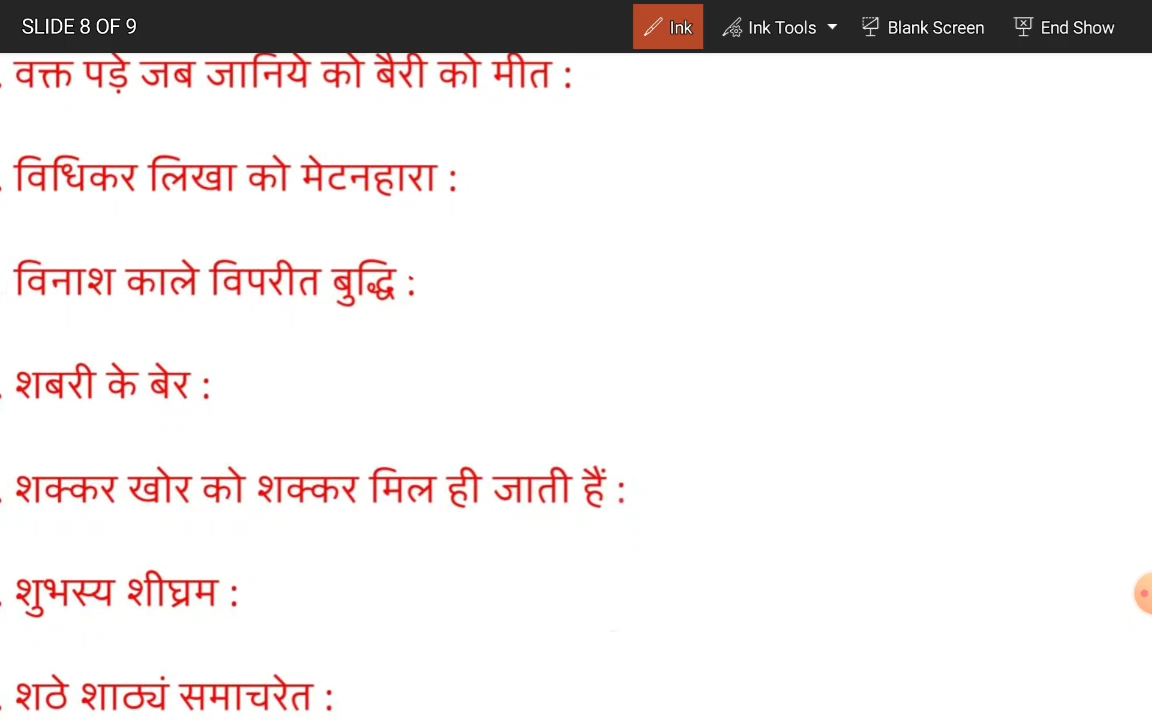 SLIDE 8 OF 9 Ink Ink Tools Blank Screen End Show
. वक्त पड़े जब जानिये को बैरी को मीत :
. विधिकर लिखा को मेटनहारा :
विनाश काले विपरीत बुद्धि :
. शबरी के बेर :
. शक्कर खोर को शक्कर मिल ही जाती हैं :
. शुभस्य शीघ्रम :
. शठे शाठ्यं समाचरेत :